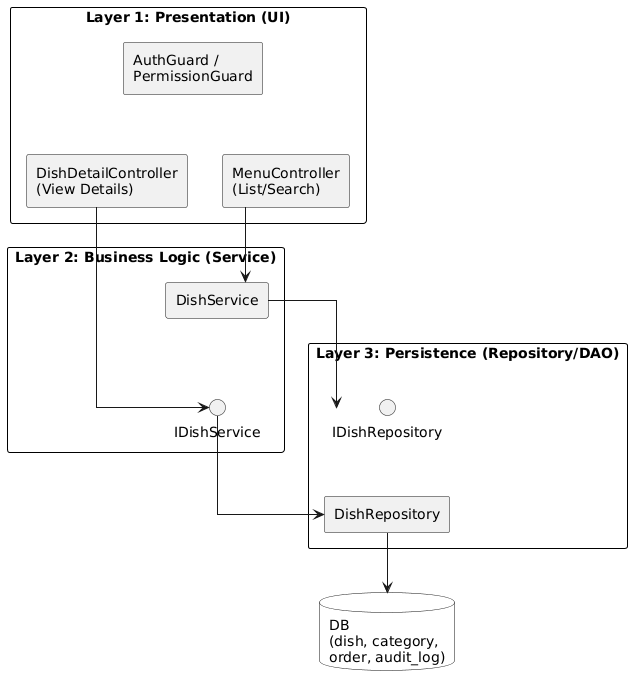 Layer 1: Presentation (UI)
AuthGuard /
PermissionGuard
DishDetailController
(View Details)
MenuController
(List/Search)
Layer 2: Business Logic (Service)
DishService
Layer 3: Persistence (Repository/DAO)
IDishService
IDishRepository
DishRepository
DB
(dish, category,
order, audit_log)